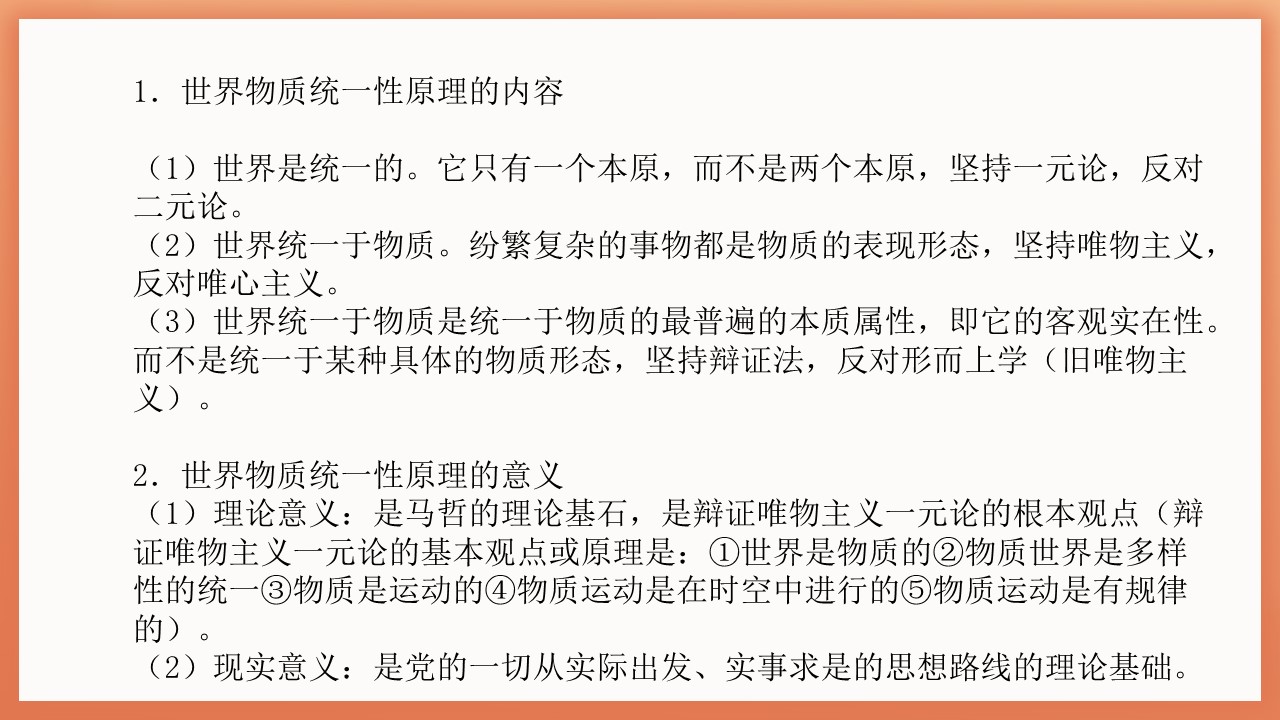 1．世界物质统一性原理的内容
（1）世界是统一的。它只有一个本原，而不是两个本原，坚持一元论，反对
二元论。
（2）世界统一于物质。纷繁复杂的事物都是物质的表现形态，坚持唯物主义，
反对唯心主义。
（3）世界统一于物质是统一于物质的最普遍的本质属性，即它的客观实在性。
而不是统一于某种具体的物质形态，坚持辩证法，反对形而上学（旧唯物主
义）。
2．世界物质统一性原理的意义
（1）理论意义：是马哲的理论基石，是辩证唯物主义一元论的根本观点（辩
证唯物主义一元论的基本观点或原理是：①世界是物质的②物质世界是多样
性的统一③物质是运动的④物质运动是在时空中进行的⑤物质运动是有规律
的）。
（2）现实意义：是党的一切从实际出发、实事求是的思想路线的理论基础。